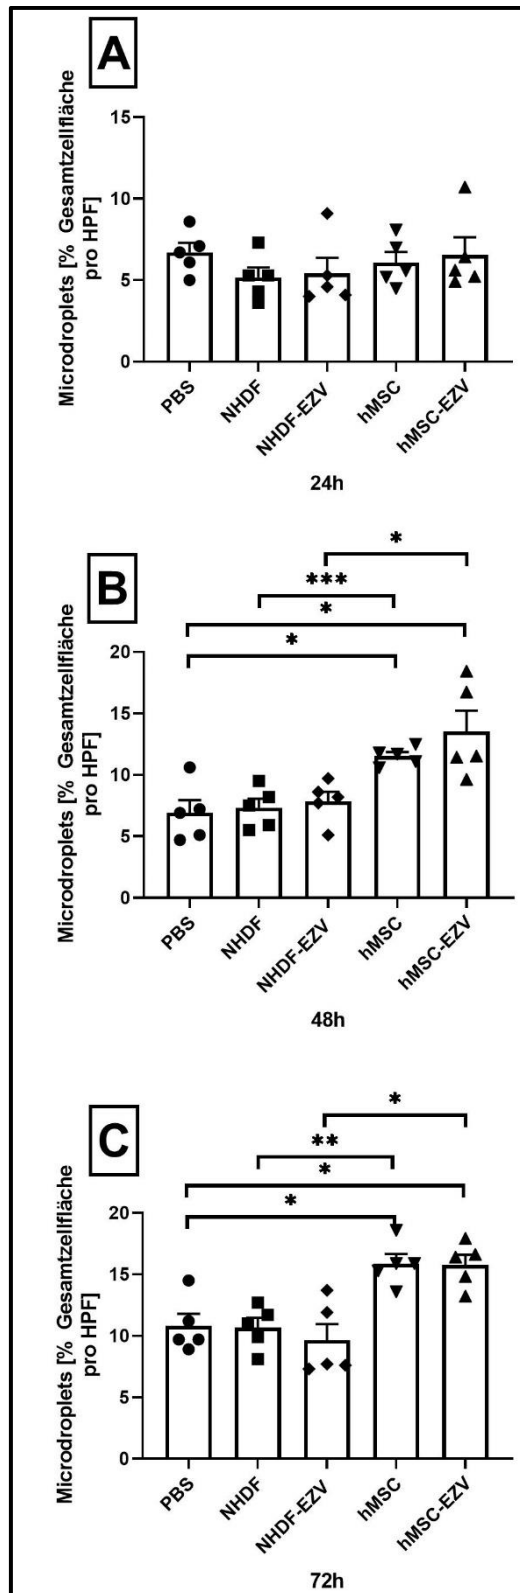 A
Microdroplets [% Gesamtzellfläche
pro HPF]
15
10
5
0
PBS
NHDF
NHDF-EZV
hMSC
hMSC-EZV
24h
B
*
***
*
*
Microdroplets [% Gesamtzellfläche
pro HPF]
20
15
10
5
0
PBS
NHDF
NHDF-EZV
hMSC
hMSC-EZV
48h
C
*
**
*
*
Microdroplets [% Gesamtzellfläche
pro HPF]
20
15
10
5
0
PBS
NHDF
NHDF-EZV
hMSC
hMSC-EZV
72h